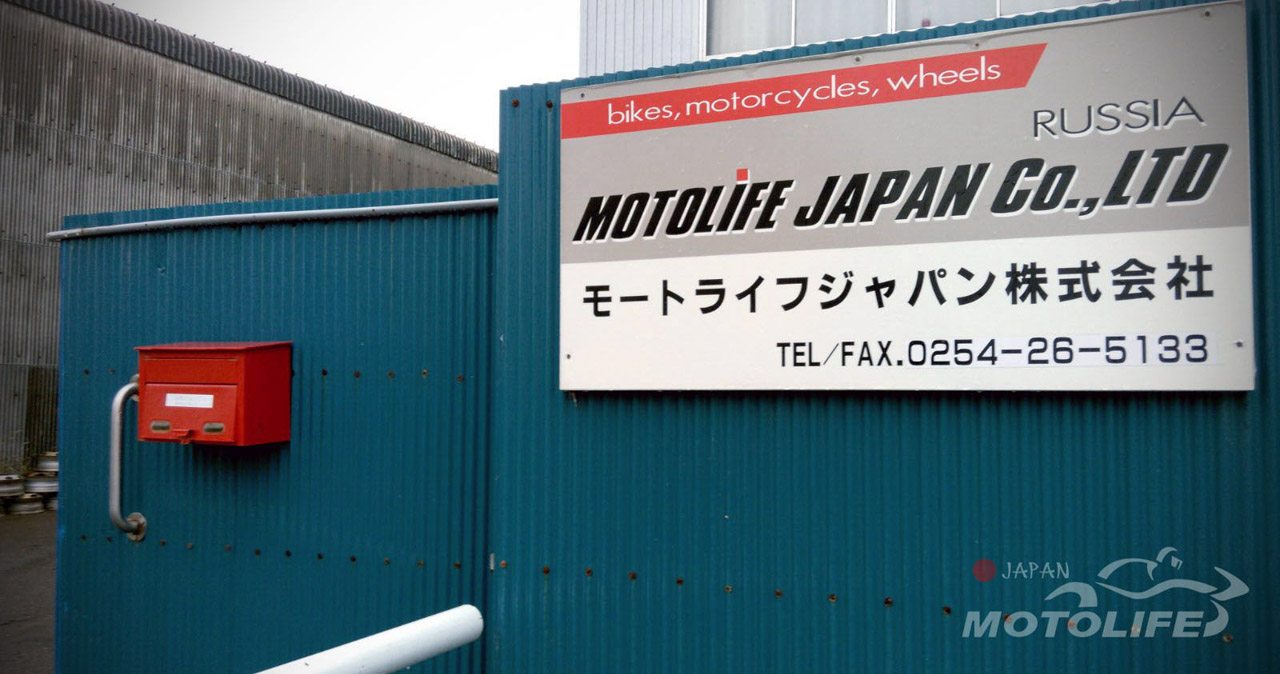 bikes, motorcycles, wheels
RUSSIA
MOTOLIFE JAPAN Co.,LTD
モートライフジャパン株式会社
TEL/FAX.0254-26-5133
JAPAN
MOTOLIFE